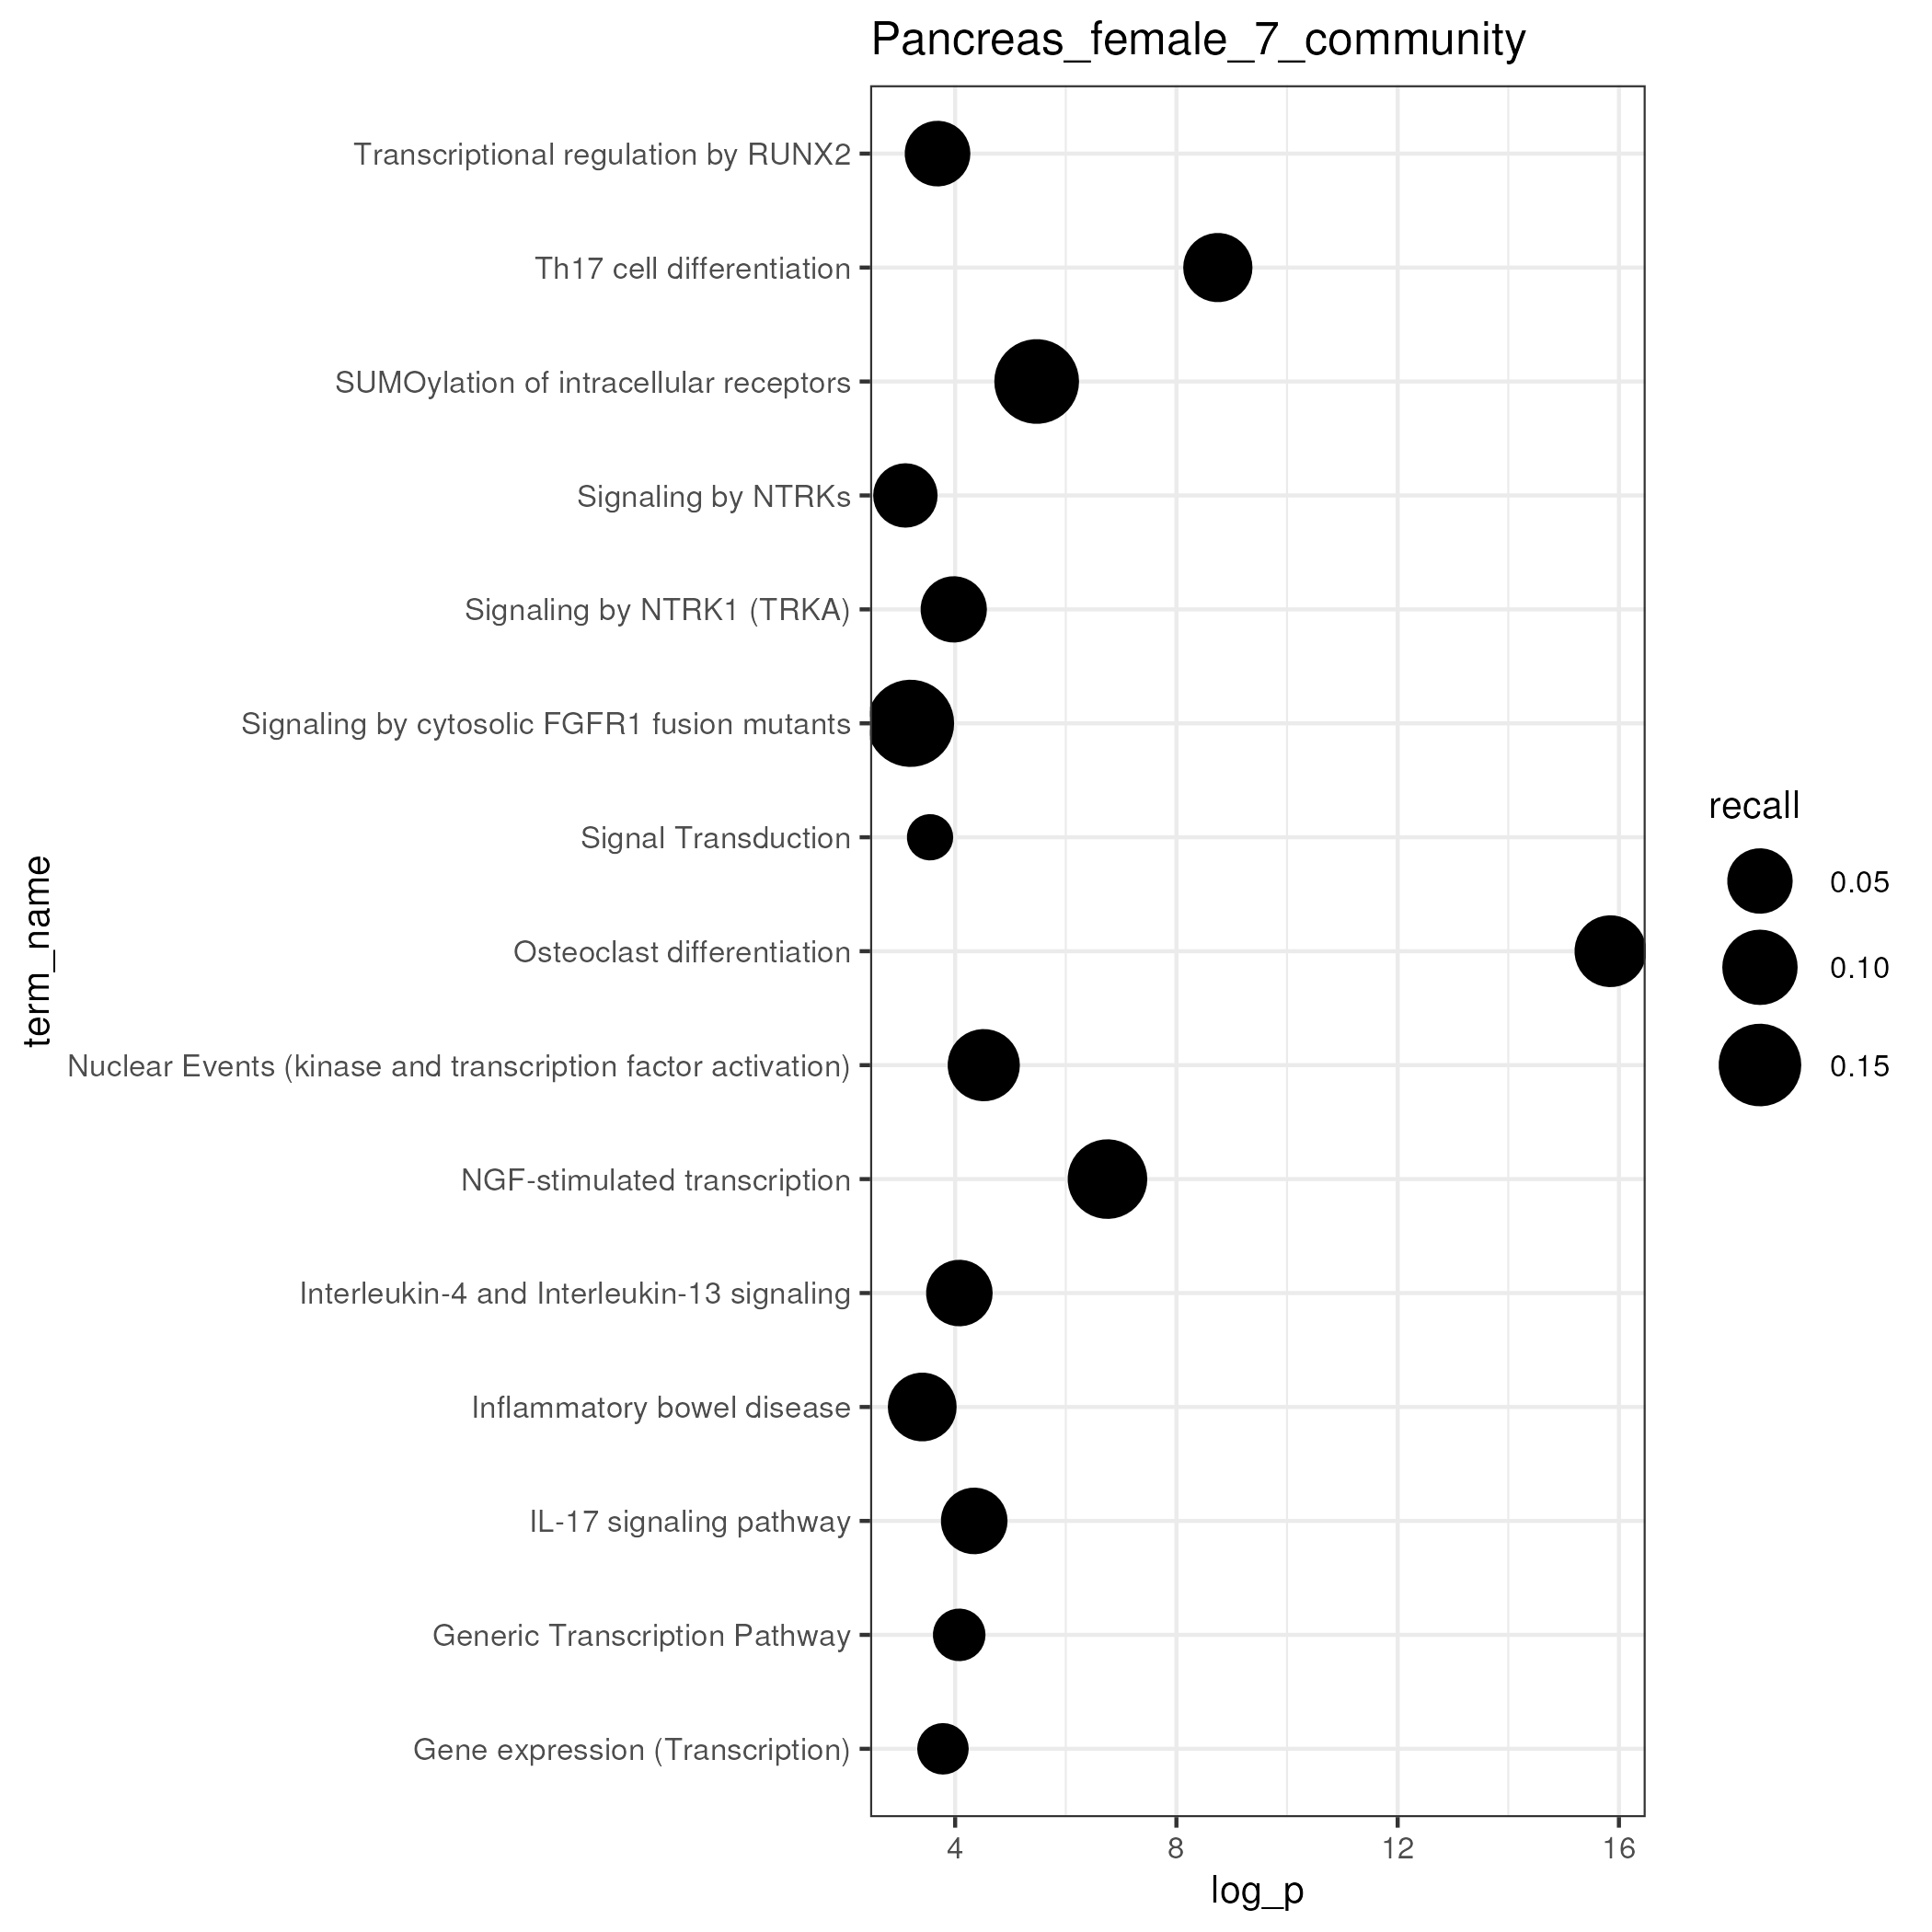 Pancreas_female_7_community
Transcriptional regulation by RUNX2
Th17 cell differentiation
SUMOylation of intracellular receptors
Signaling by NTRKs
Signaling by NTRK1 (TRKA)
Signaling by cytosolic FGFR1 fusion mutants
Signal Transduction
Osteoclast differentiation
Nuclear Events (kinase and transcription factor activation)
NGF-stimulated transcription
Interleukin-4 and Interleukin-13 signaling
Inflammatory bowel disease
IL-17 signaling pathway
Generic Transcription Pathway
Gene expression (Transcription)
term_name
4 8 12 16
log_p
recall
0.05
0.10
0.15